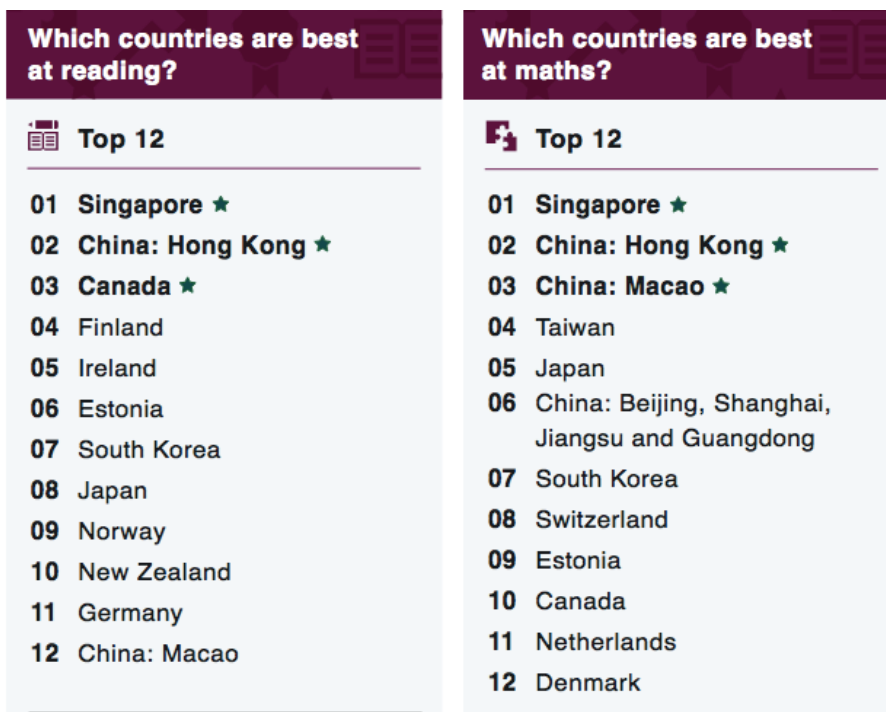 Which countries are best
at reading?
Top 12
01 Singapore
02 China: Hong Kong
03 Canada
04 Finland
05 Ireland
06 Estonia
07 South Korea
08 Japan
09 Norway
10 New Zealand
11 Germany
12 China: Macao
Which countries are best
at maths?
Top 12
01 Singapore
02 China: Hong Kong
03 China: Macao
04 Taiwan
05 Japan
06 China: Beijing, Shanghai,
Jiangsu and Guangdong
07 South Korea
08 Switzerland
09 Estonia
10 Canada
11 Netherlands
12 Denmark